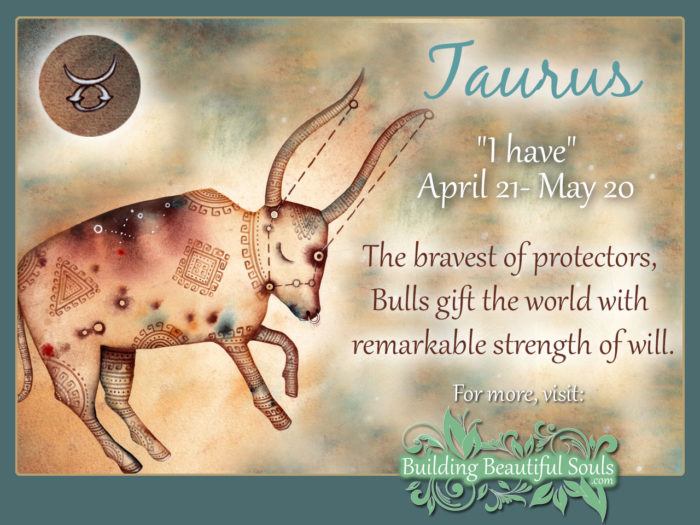 Taurus
"I have"
April 21- May 20
The bravest of protectors,
Bulls gift the world with
remarkable strength of will.
For more, visit:
Building Beautiful Souls
.com